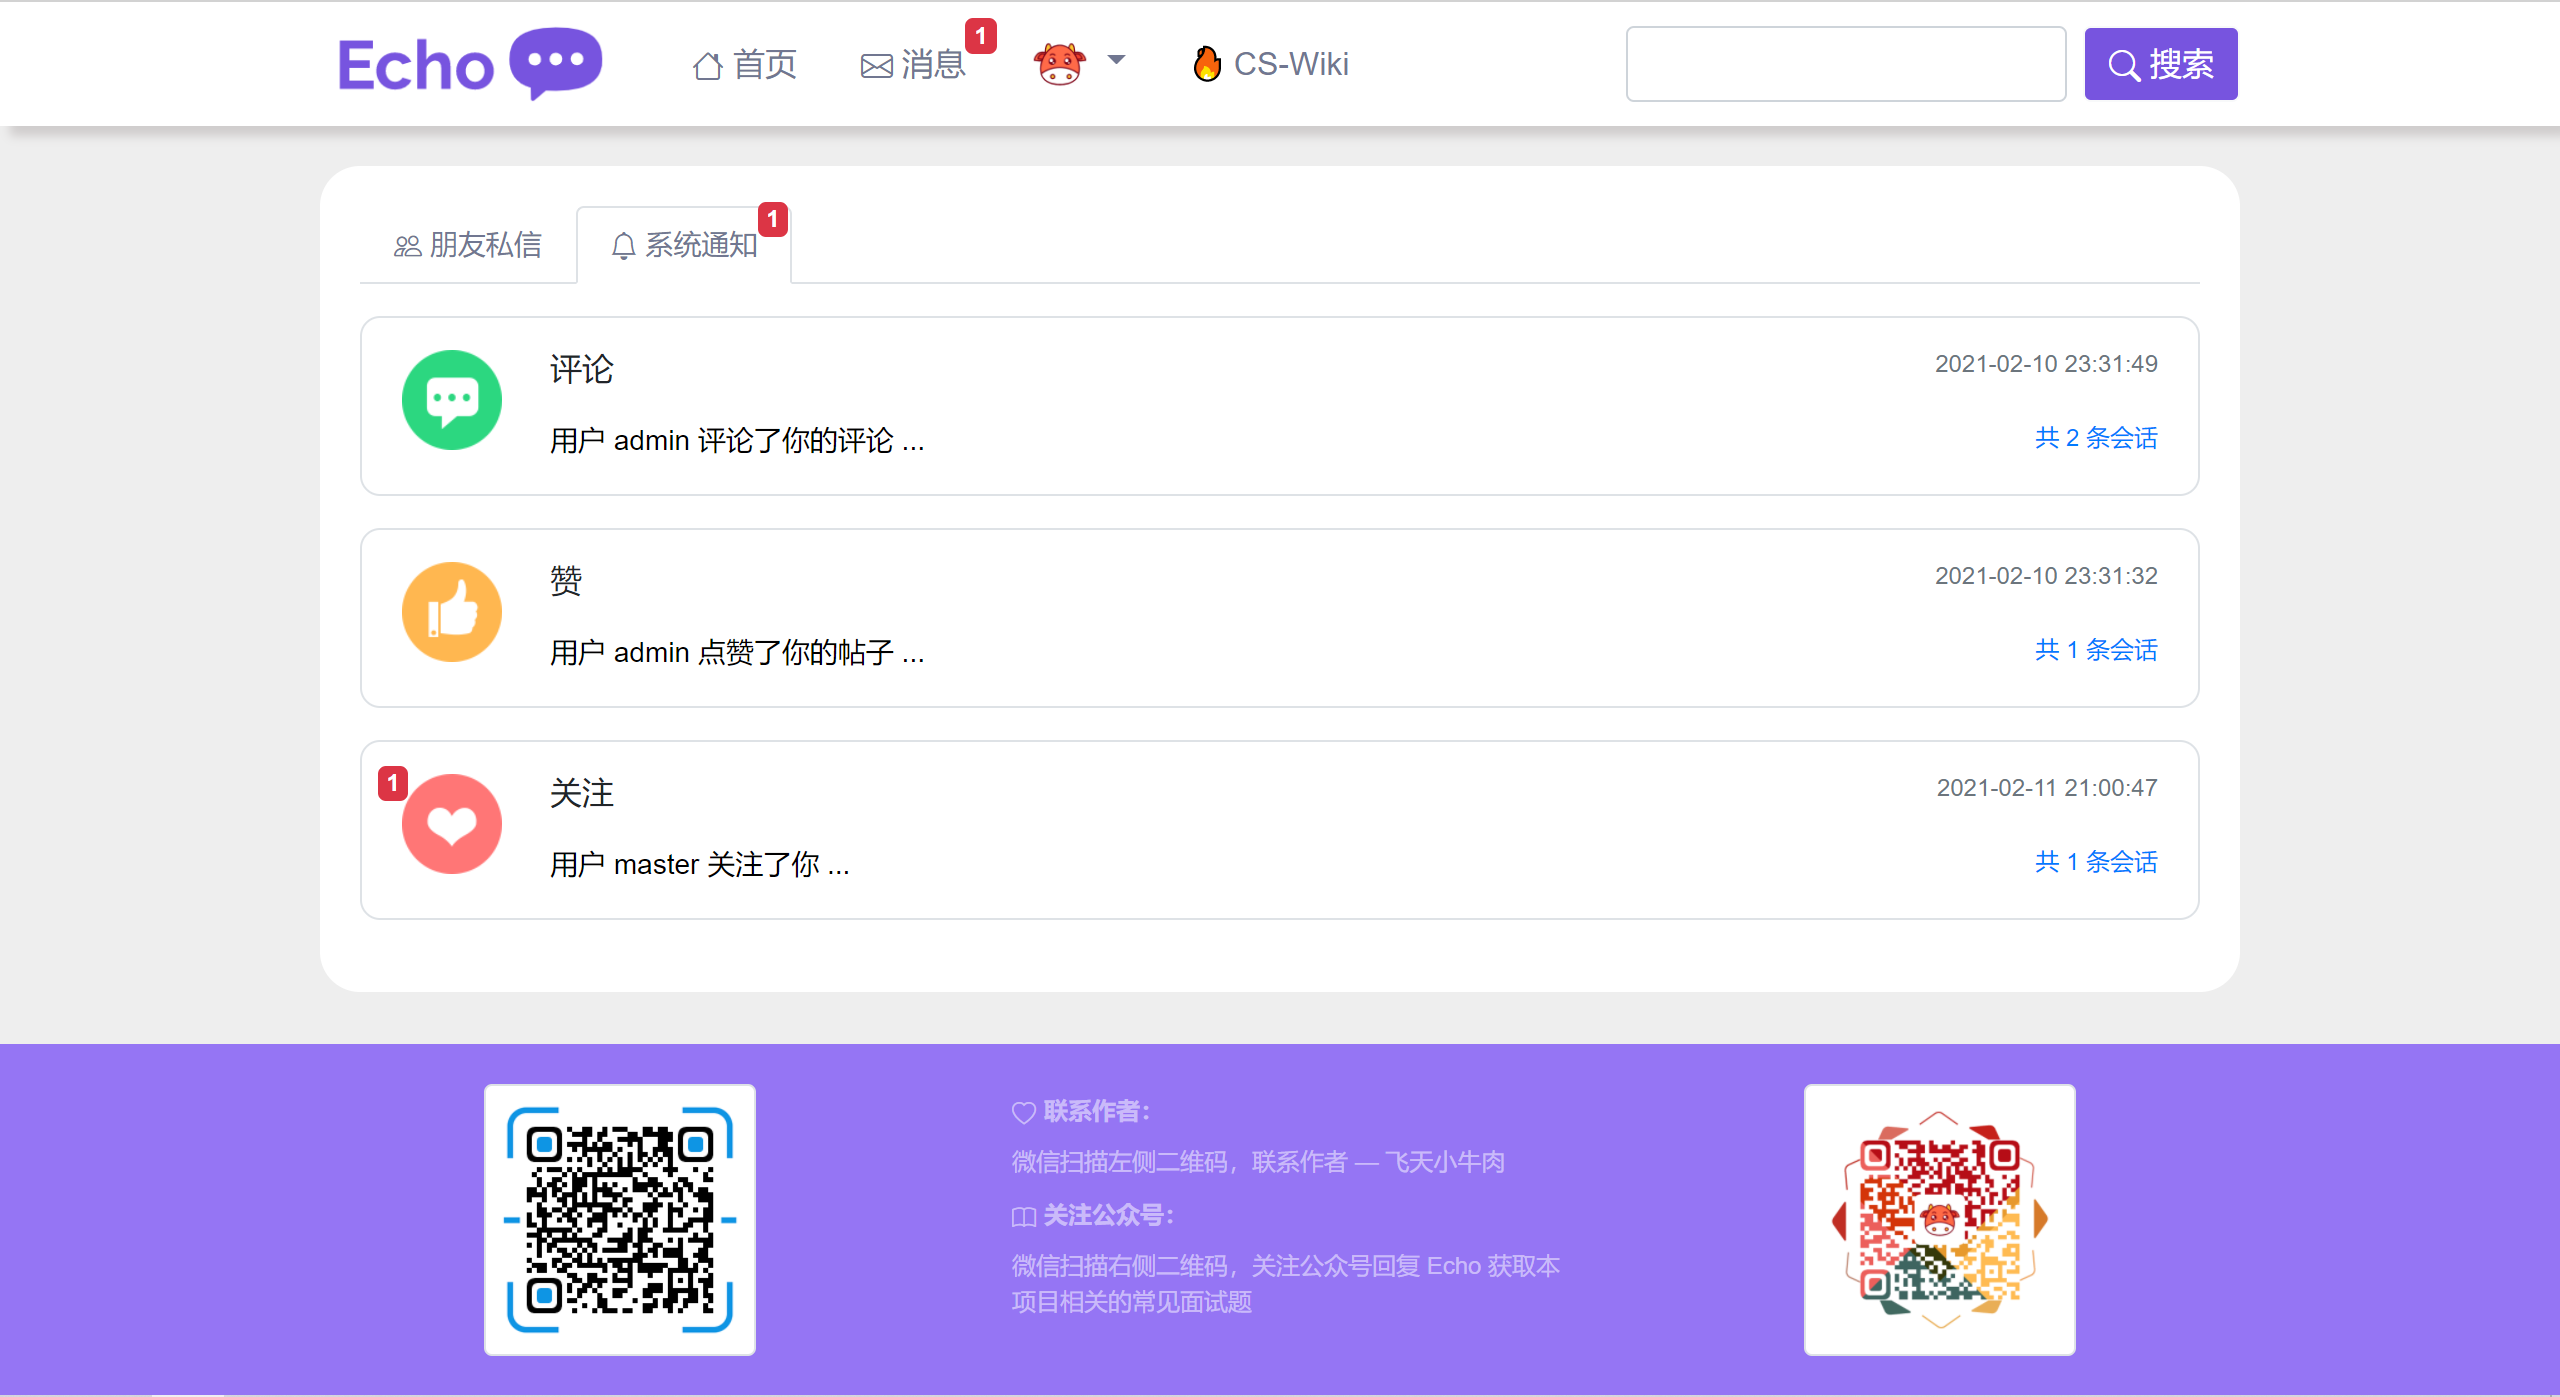 Echo
首页
消息
1
CS-Wiki
搜索
朋友私信
系统通知
1
评论
2021-02-10 23:31:49
用户 admin 评论了你的评论 ...
共 2 条会话
赞
2021-02-10 23:31:32
用户 admin 点赞了你的帖子 ...
共 1 条会话
1
关注
2021-02-11 21:00:47
用户 master 关注了你 ...
共 1 条会话
联系作者：
微信扫描左侧二维码，联系作者 — 飞天小牛肉
关注公众号：
微信扫描右侧二维码，关注公众号回复 Echo 获取本
项目相关的常见面试题